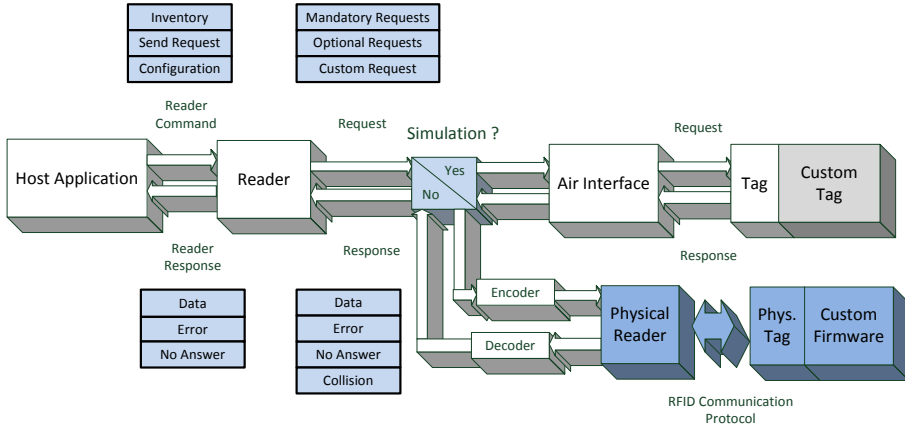 Inventory
Send Request
Configuration
Mandatory Requests
Optional Requests
Custom Request
Reader
Command
Request
Simulation ?
Request
Host Application
Reader
Yes
No
Air Interface
Tag
Custom
Tag
Reader
Response
Response
Response
Data
Error
No Answer
Data
Error
No Answer
Collision
Encoder
Decoder
Physical
Reader
Phys.
Tag
Custom
Firmware
RFID Communication
Protocol